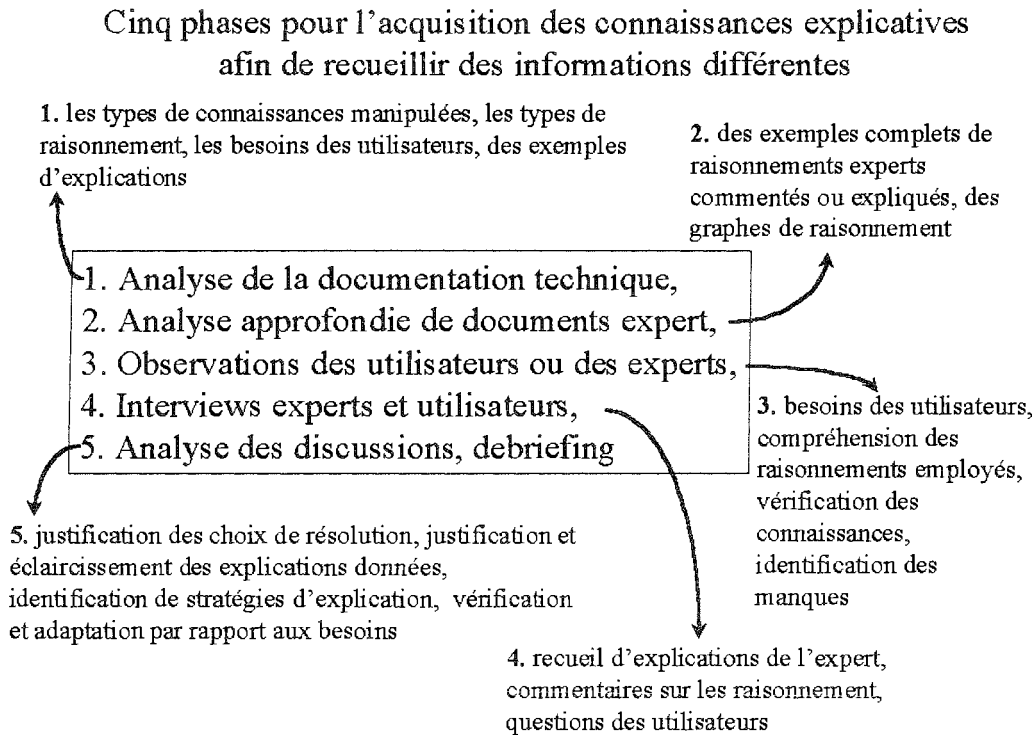 Cinq phases pour l'acquisition des connaissances explicatives
afin de recueillir des informations différentes
1. les types de connaissances manipulées, les types de
raisonnement, les besoins des utilisateurs, des exemples
d'explications
2. des exemples complets de
raisonnements experts
commentés ou expliqués, des
graphes de raisonnement
1. Analyse de la documentation technique,
2. Analyse approfondie de documents expert,
3. Observations des utilisateurs ou des experts,
4. Interviews experts et utilisateurs,
5. Analyse des discussions, debriefing
3. besoins des utilisateurs,
compréhension des
raisonnements employés,
vérification des
connaissances,
identification des
manques
5. justification des choix de résolution, justification et
éclaircissement des explications données,
identification de stratégies d'explication, vérification
et adaptation par rapport aux besoins
4. recueil d'explications de l'expert,
commentaires sur les raisonnement,
questions des utilisateurs